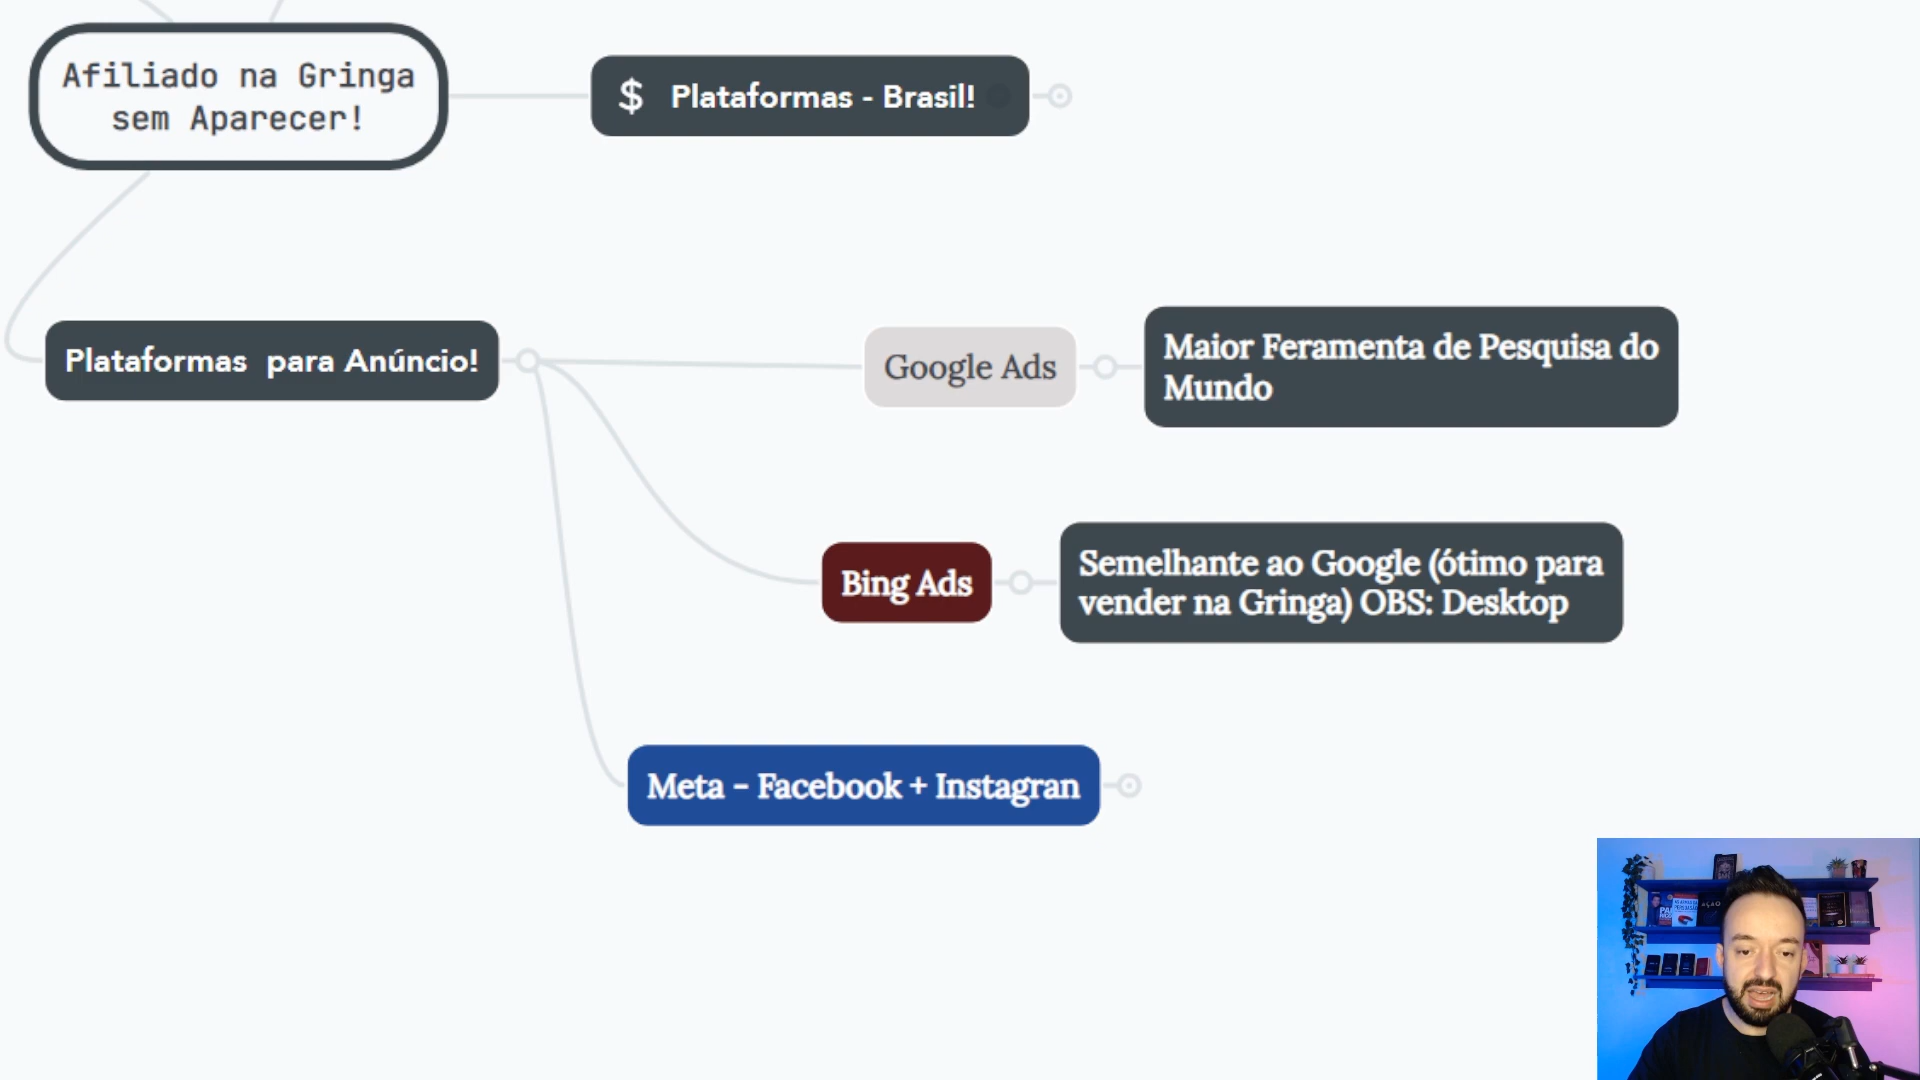 Afiliado na Gringa
sem Aparecer!
$ Plataformas - Brasil!
Plataformas para Anúncio!
Google Ads
Maior Feramenta de Pesquisa do
Mundo
Bing Ads
Semelhante ao Google (ótimo para
vender na Gringa) OBS: Desktop
Meta - Facebook + Instagran